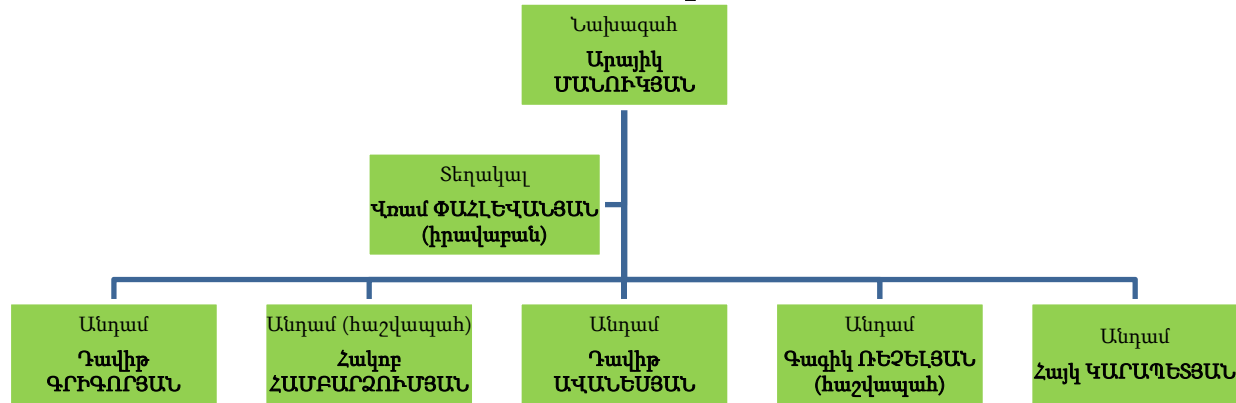 Նախագահ
Արայիկ
ՄԱՆՈՒԿՅԱՆ
Տեղակալ
Վռամ ՓԱՀԼԵՎԱՆՅԱՆ
(իրավաբան)
Անդամ
Դավիթ
ԳՐԻԳՈՐՅԱՆ
Անդամ (հաշվապահ)
Հակոբ
ՀԱՄԲԱՐՁՈՒՄՅԱՆ
Անդամ
Դավիթ
ԱՎԱՆԵՍՅԱՆ
Անդամ
Գագիկ ՌԵՉԵԼՅԱՆ
(հաշվապահ)
Անդամ
Հայկ ԿԱՐԱՊԵՏՅԱՆ